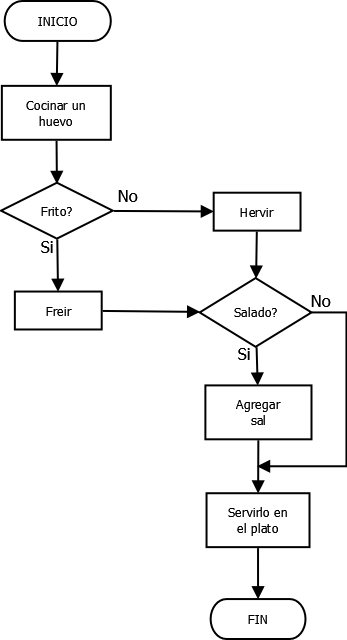 INICIO
Cocinar un
huevo
Frito?
No
Hervir
Si
Freir
Salado?
No
Si
Agregar
sal
Servirlo en
el plato
FIN